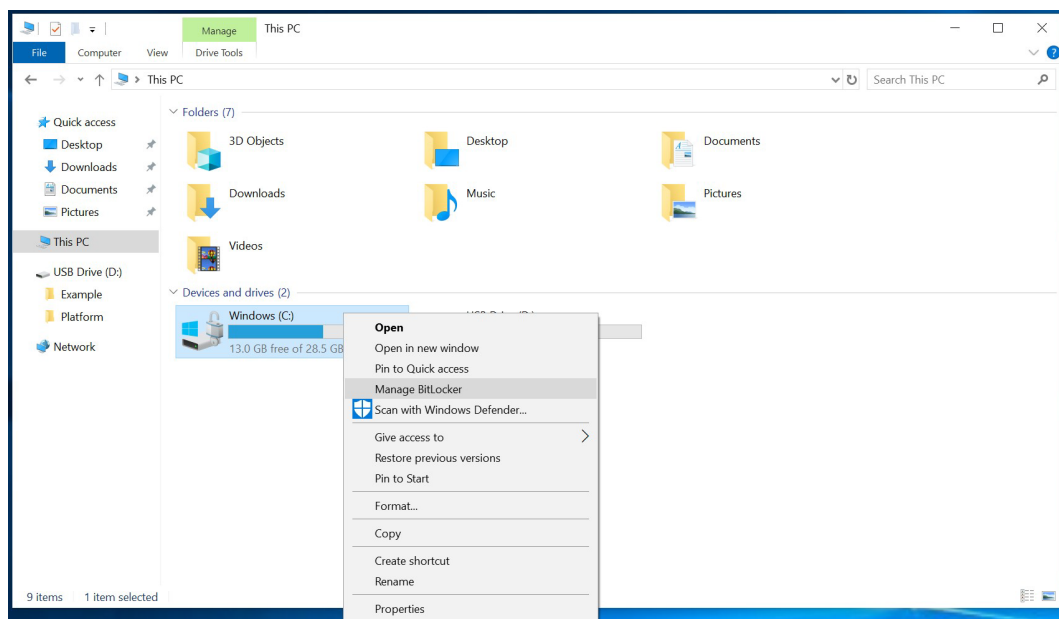 Manage
This PC
File
Computer
View
Drive Tools
?
This PC
Search This PC
Quick access
Desktop
Downloads
Documents
Pictures
This PC
USB Drive (D:)
Example
Platform
Network
Folders (7)
3D Objects
Desktop
Documents
Downloads
Music
Pictures
Videos
Devices and drives (2)
Windows (C:)
13.0 GB free of 28.5 GB
Open
Open in new window
Pin to Quick access
Manage BitLocker
Scan with Windows Defender...
Give access to
Restore previous versions
Pin to Start
Format...
Copy
Create shortcut
Rename
Properties
9 items
1 item selected